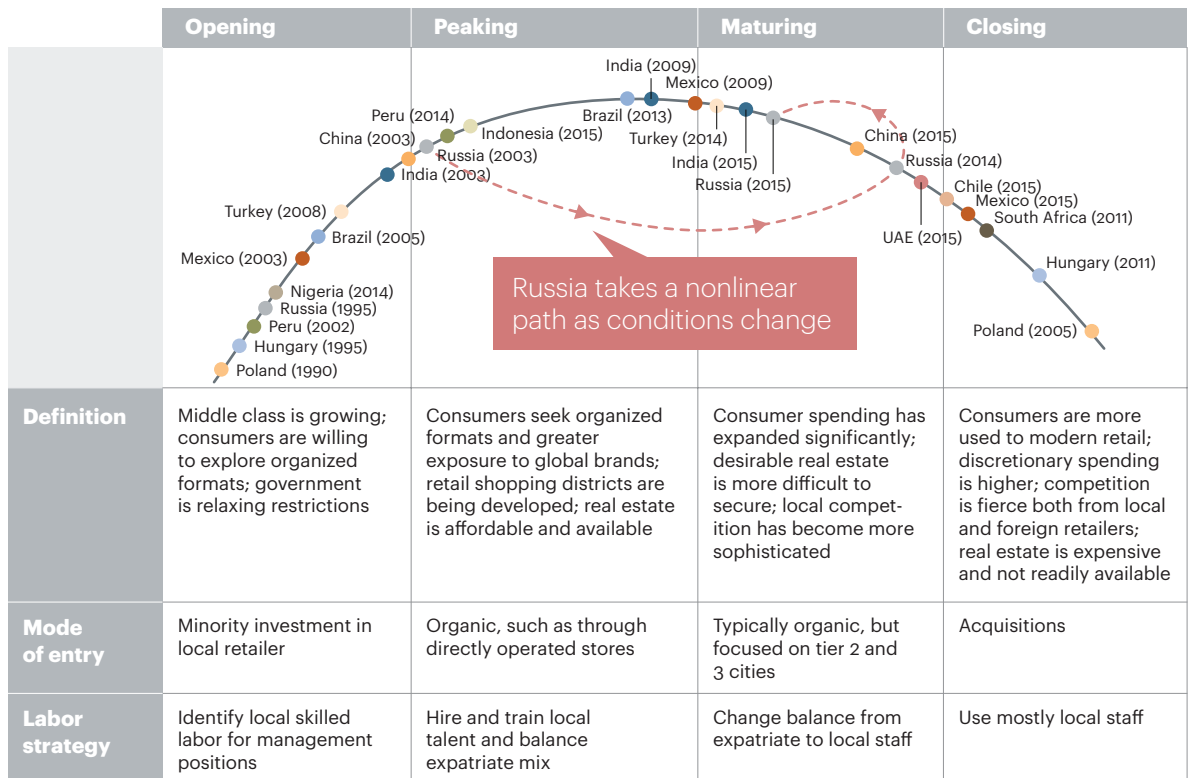 Opening
Peaking
Maturing
Closing
India (2009)
Mexico (2009)
Peru (2014)
Brazil (2013)
China (2003)
Indonesia (2015)
Turkey (2014)
China (2015)
Russia (2003)
India (2015)
Russia (2014)
India (2003)
Russia (2015)
Chile (2015)
Mexico (2015)
Turkey (2008)
South Africa (2011)
Brazil (2005)
UAE (2015)
Mexico (2003)
Hungary (2011)
Nigeria (2014)
Russia (1995)
Peru (2002)
Poland (2005)
Hungary (1995)
Poland (1990)
Russia takes a nonlinear
path as conditions change
Definition
Middle class is growing;
consumers are willing
to explore organized
formats; government
is relaxing restrictions
Consumers seek organized
formats and greater
exposure to global brands;
retail shopping districts are
being developed; real estate
is affordable and available
Consumer spending has
expanded significantly;
desirable real estate
is more difficult to
secure; local compet-
ition has become more
sophisticated
Consumers are more
used to modern retail;
discretionary spending
is higher; competition
is fierce both from local
and foreign retailers;
real estate is expensive
and not readily available
Mode
of entry
Minority investment in
local retailer
Organic, such as through
directly operated stores
Typically organic, but
focused on tier 2 and
3 cities
Acquisitions
Labor
strategy
Identify local skilled
labor for management
positions
Hire and train local
talent and balance
expatriate mix
Change balance from
expatriate to local staff
Use mostly local staff